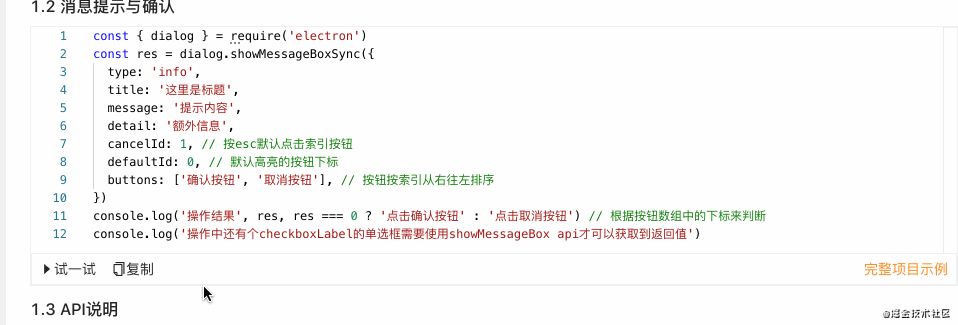 1.2 消息提示与确认
1 const { dialog } = require('electron')
2 const res = dialog.showMessageBoxSync({
3 type: 'info',
4 title: '这里是标题',
5 message: '提示内容',
6 detail: '额外信息',
7 cancelId: 1, // 按esc默认点击索引按钮
8 defaultId: 0, // 默认高亮的按钮下标
9 buttons: ['确认按钮', '取消按钮'], // 按钮按索引从右往左排序
10 })
11 console.log('操作结果', res, res === 0 ? '点击确认按钮' : '点击取消按钮') // 根据按钮数组中的下标来判断
12 console.log('操作中还有个checkboxLabel的单选框需要使用showMessageBox api才可以获取到返回值')
试一试 复制 完整项目示例
1.3 API说明
@掘金技术社区